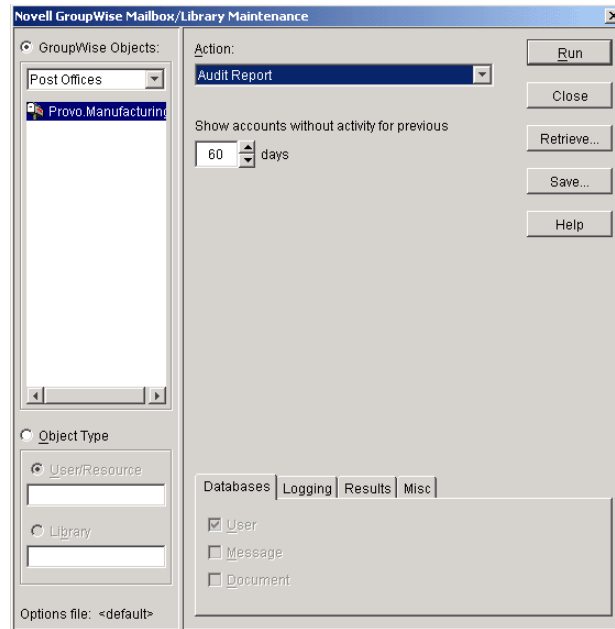 Novell GroupWise Mailbox/Library Maintenance
GroupWise Objects:
Post Offices
Provo.Manufacturing
Object Type
User/Resource
Library
Options file: <default>
Action:
Audit Report
Show accounts without activity for previous
60 days
Databases Logging Results Misc
User
Message
Document
Run
Close
Retrieve...
Save...
Help